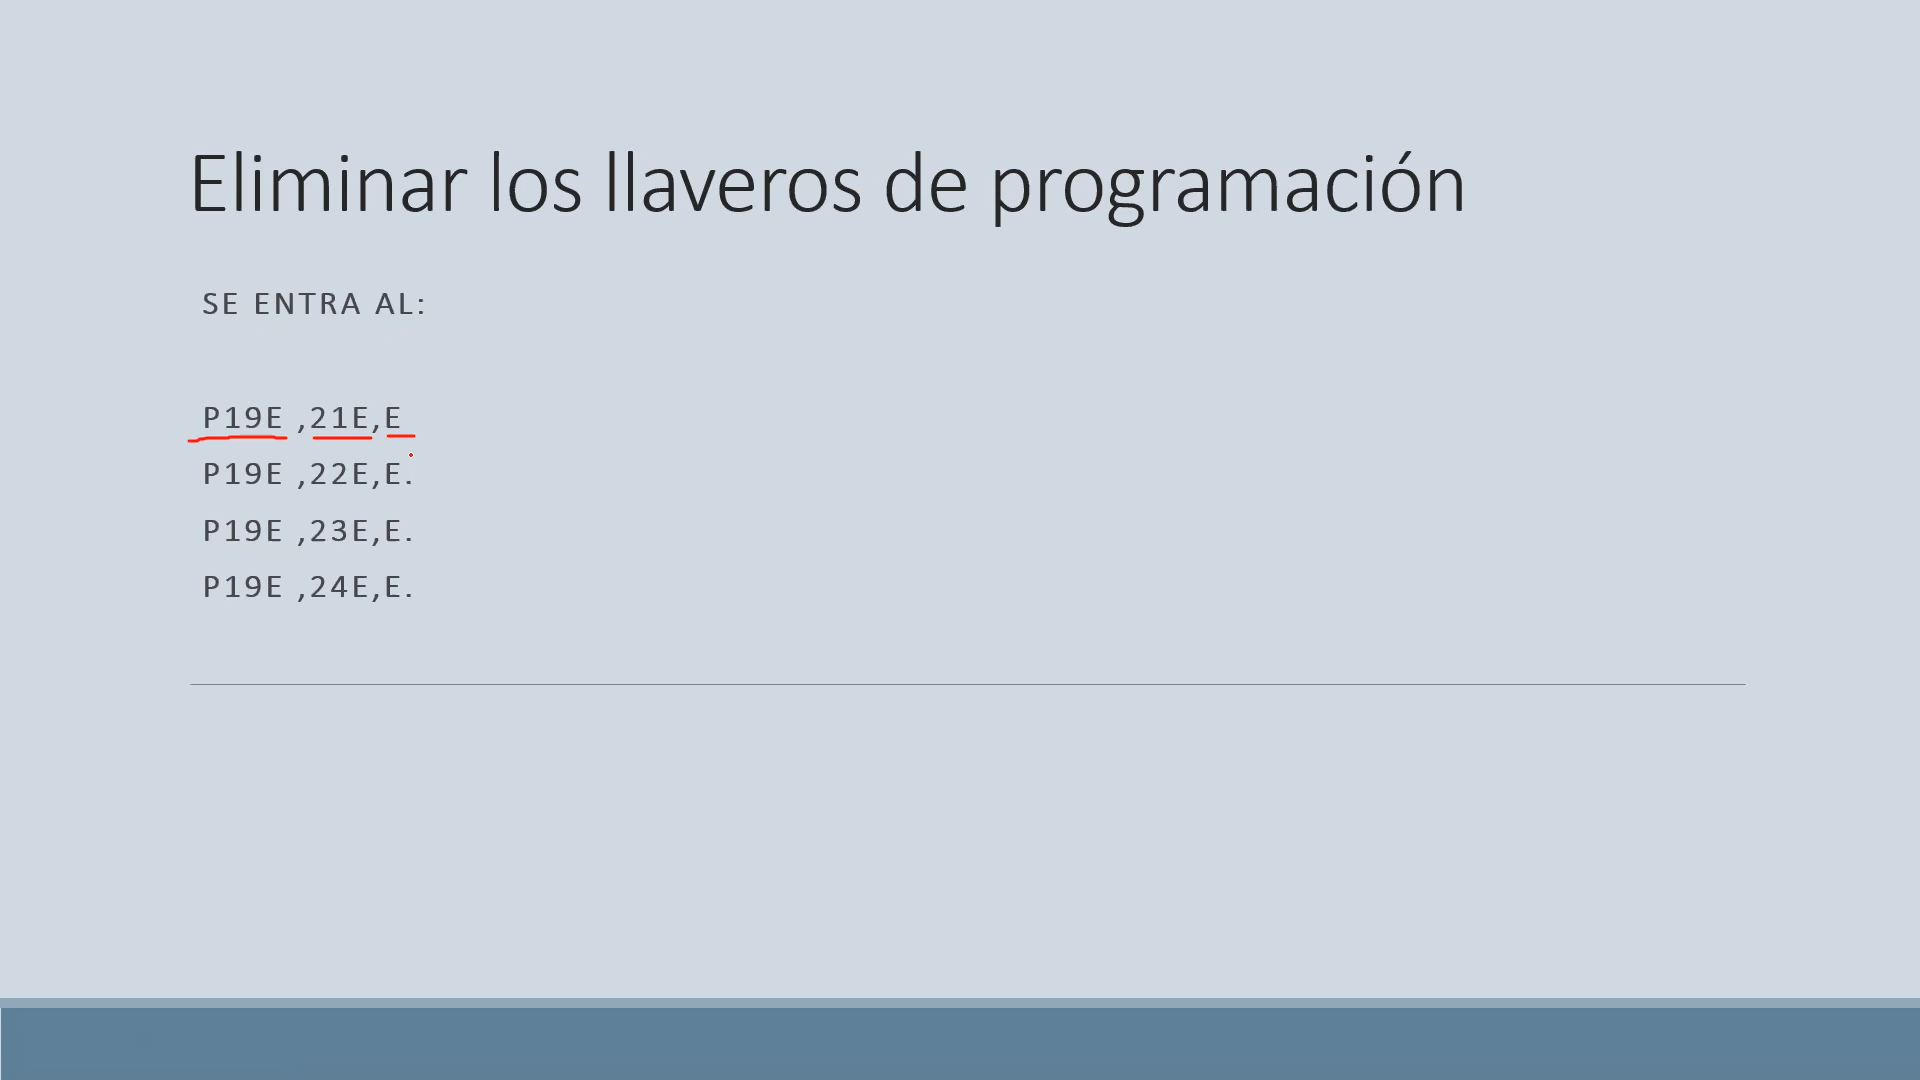 Eliminar los llaveros de programación
SE ENTRA AL:
P19E ,21E,E
P19E ,22E,E.
P19E ,23E,E.
P19E ,24E,E.